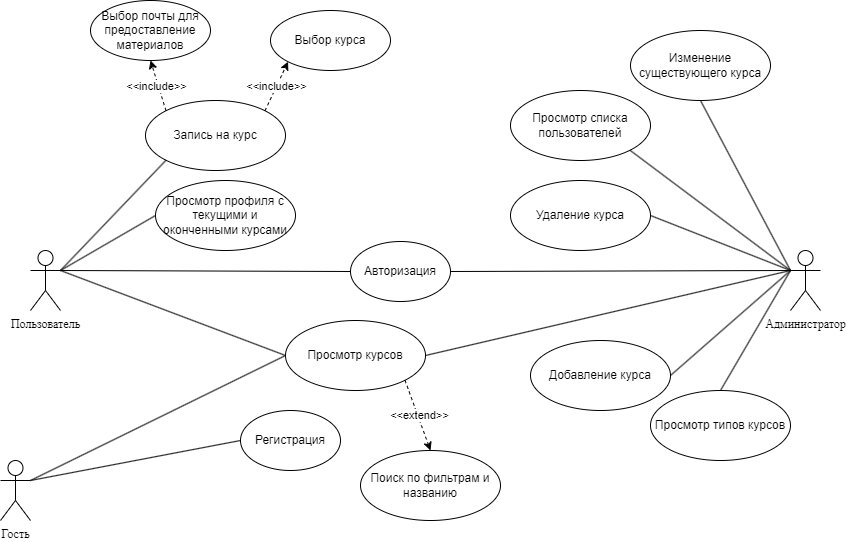 Выбор почты для
предоставление
материалов
Выбор курса
Изменение
существующего курса
<<include>>
<<include>>
Просмотр списка
пользователей
Запись на курс
Просмотр профиля с
текущими и
оконченными курсами
Удаление курса
Авторизация
Пользователь
Администратор
Просмотр курсов
Добавление курса
<<extend>>
Просмотр типов курсов
Регистрация
Поиск по фильтрам и
названию
Гость